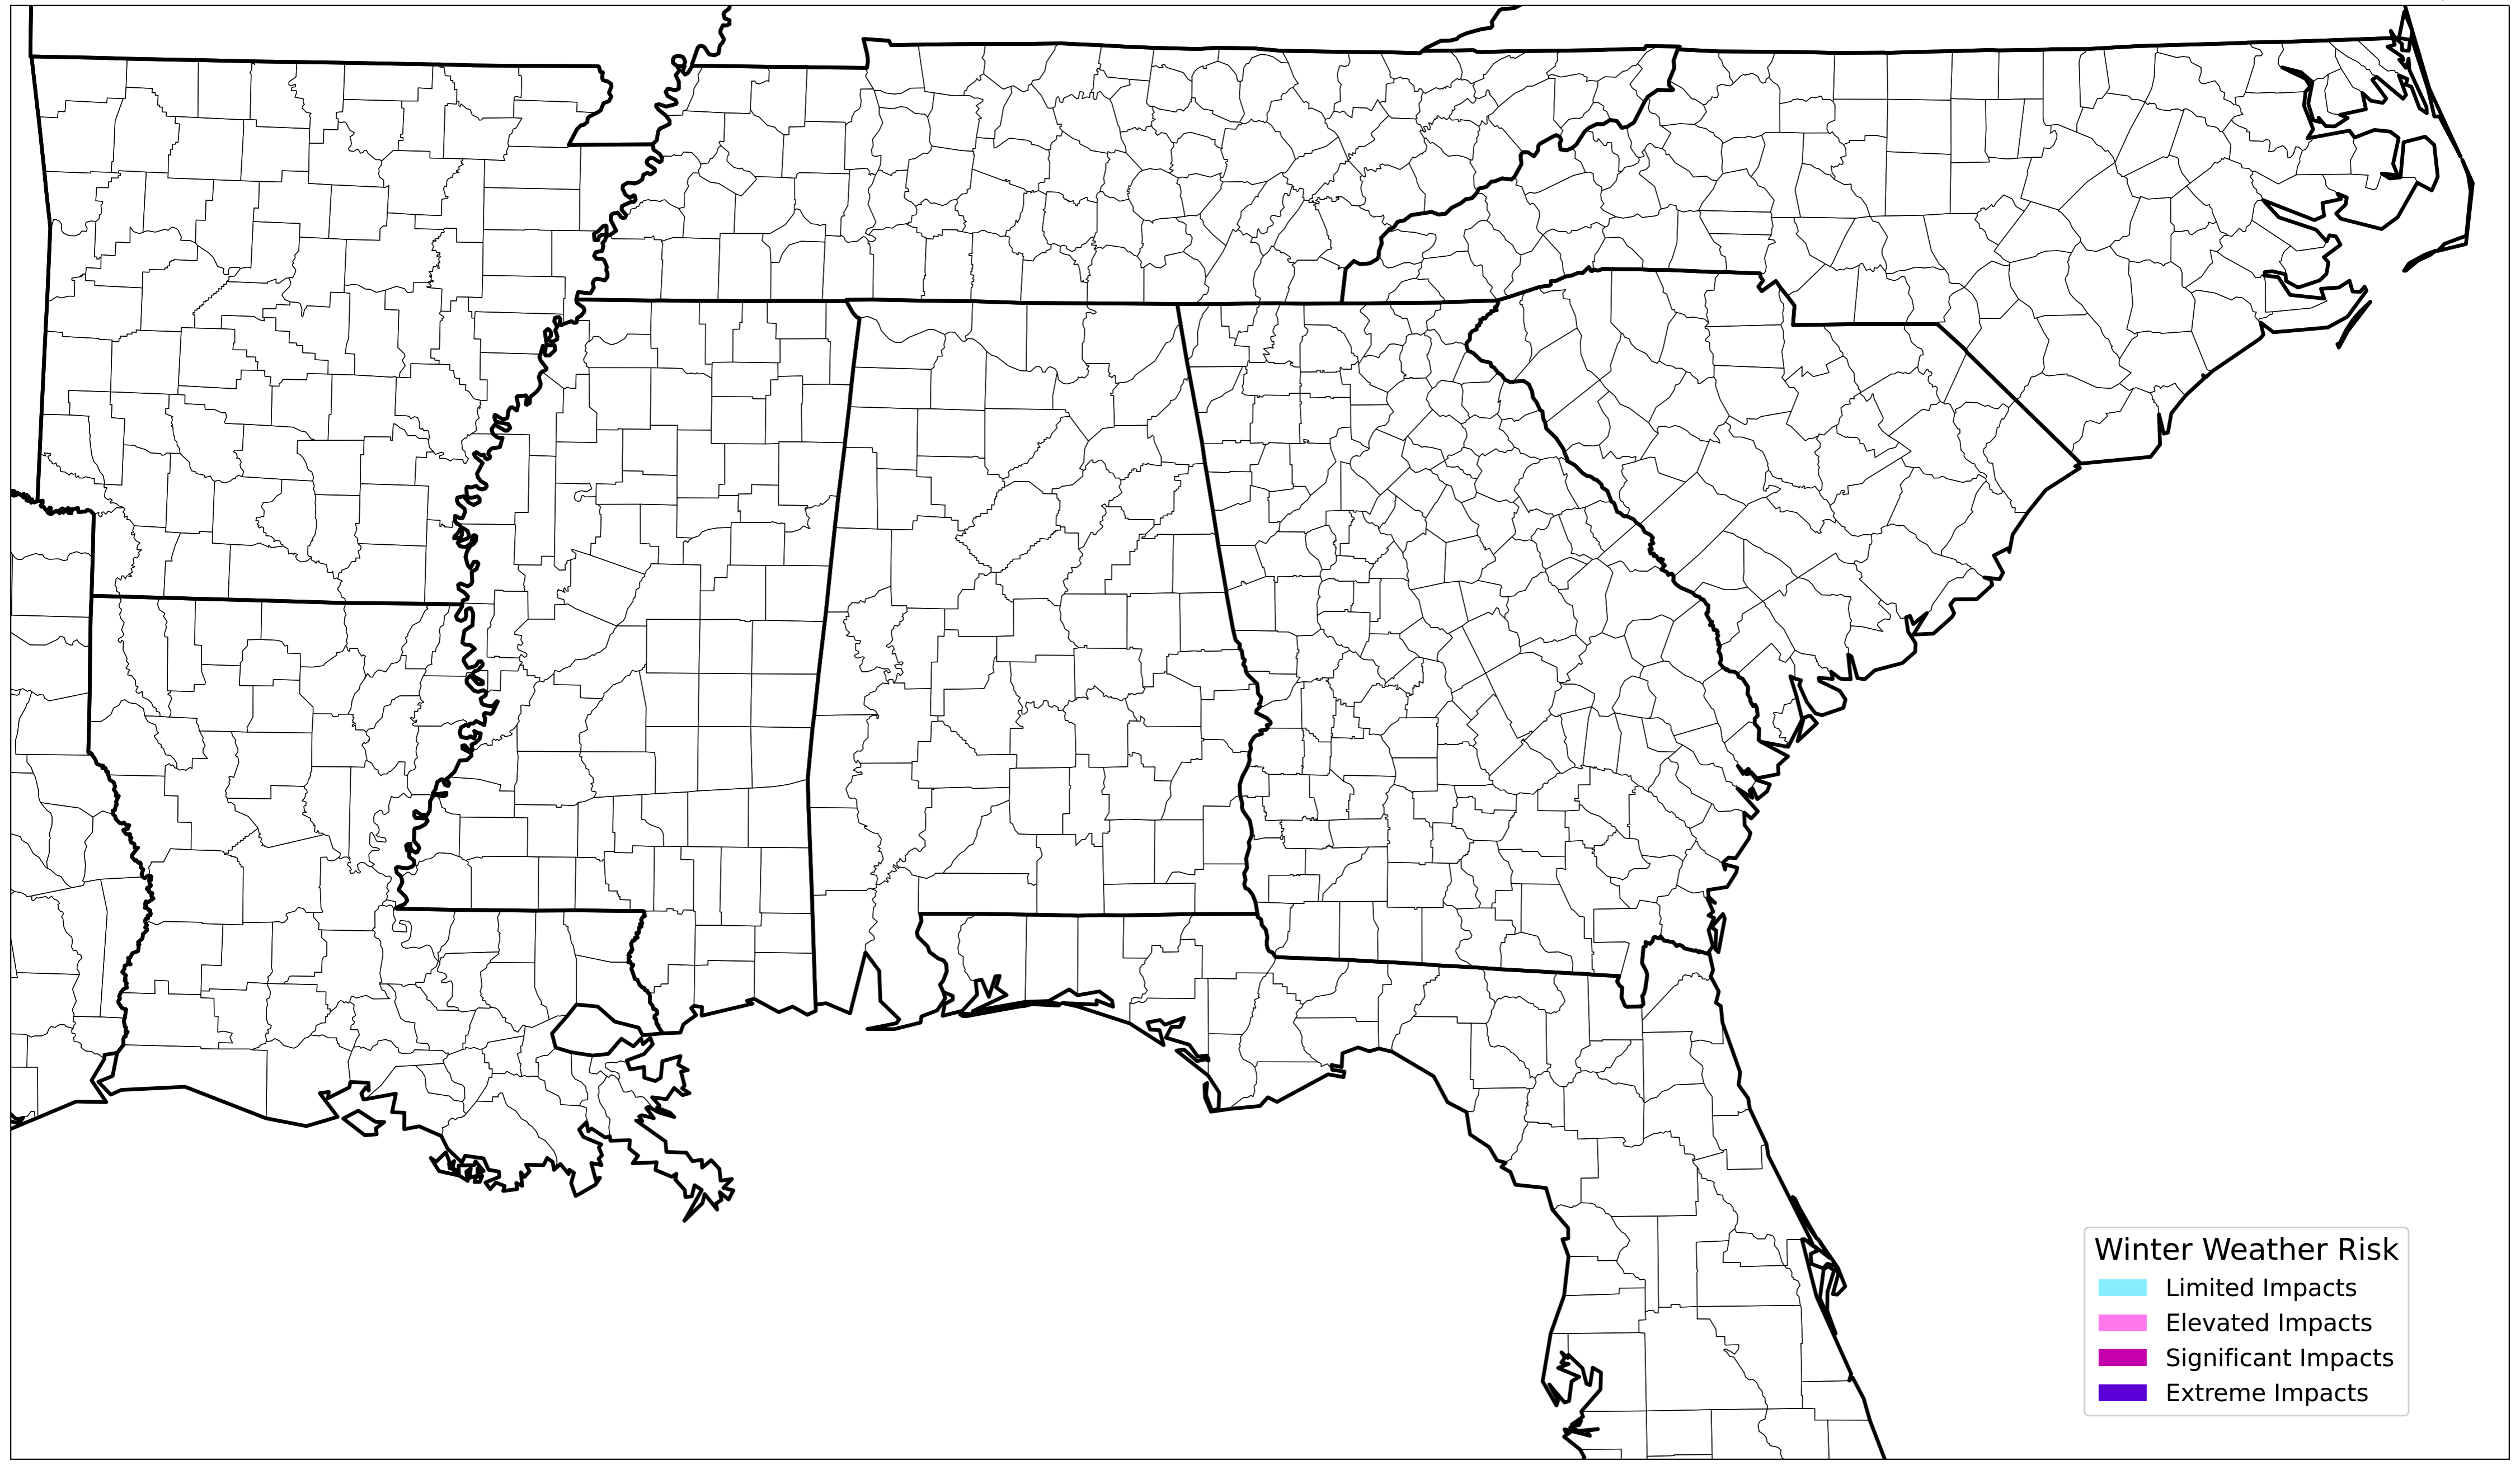 Winter Weather Risk
Limited Impacts
Elevated Impacts
Significant Impacts
Extreme Impacts